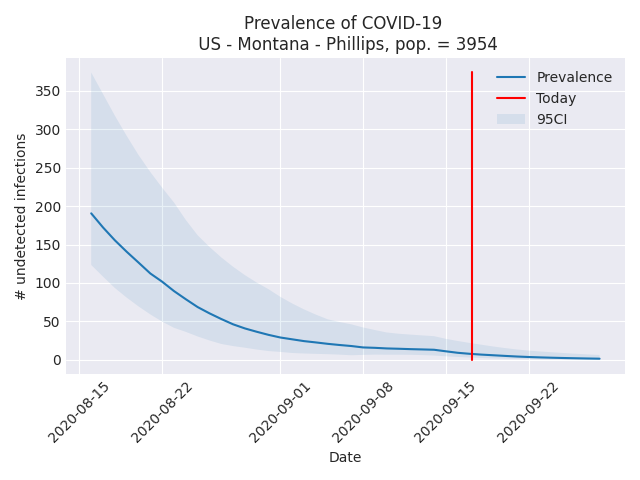 Prevalence of COVID-19
US - Montana - Phillips, pop. = 3954
Prevalence
Today
95CI
# undetected infections
350
300
250
200
150
100
50
0
2020-08-15
2020-08-22
2020-09-01
2020-09-08
2020-09-15
2020-09-22
Date